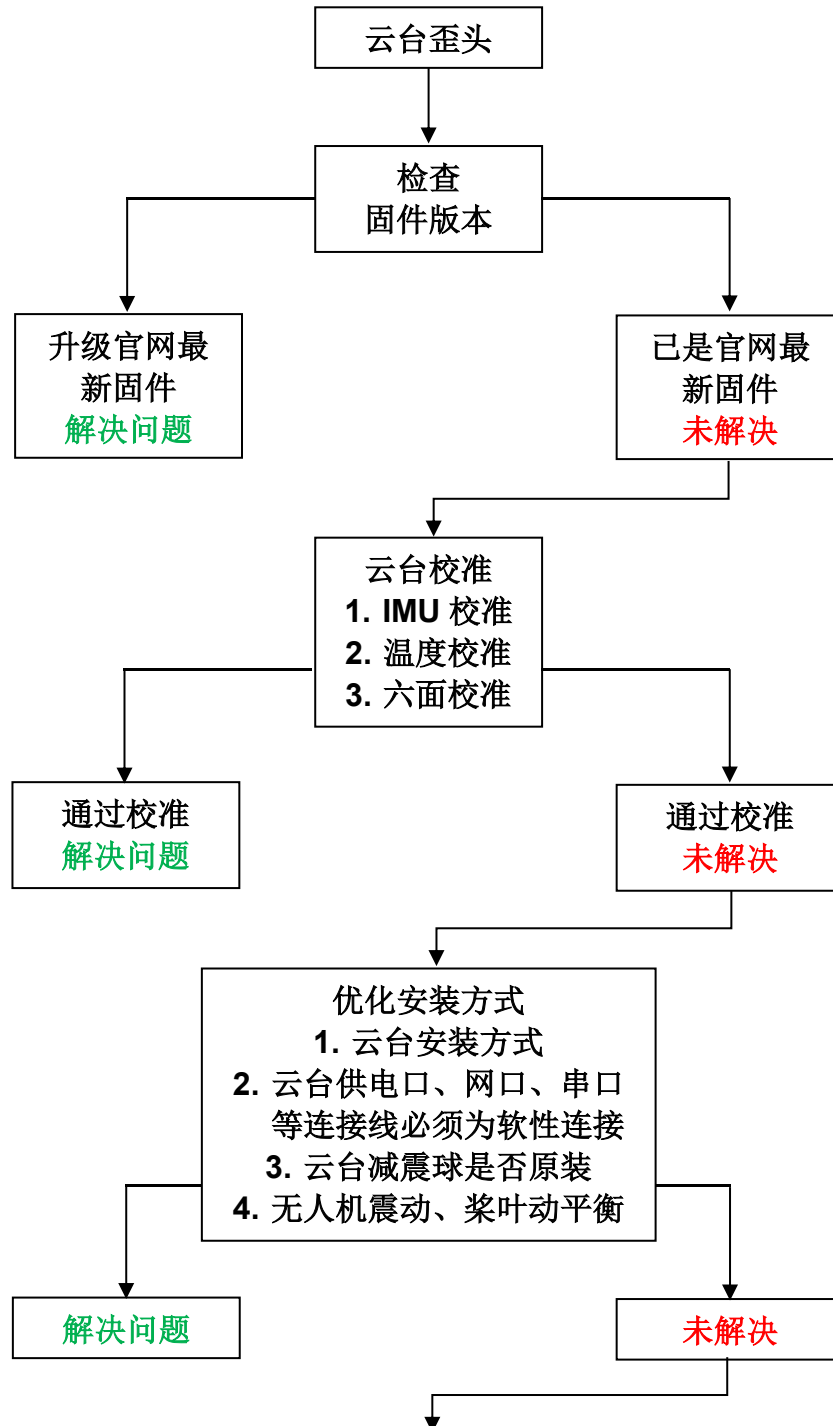 云台歪头
检查
固件版本
升级官网最
新固件
解决问题
已是官网最
新固件
未解决
云台校准
1. IMU 校准
2. 温度校准
3. 六面校准
通过校准
解决问题
通过校准
未解决
优化安装方式
1. 云台安装方式
2. 云台供电口、网口、串口
等连接线必须为软性连接
3. 云台减震球是否原装
4. 无人机震动、桨叶动平衡
解决问题
未解决